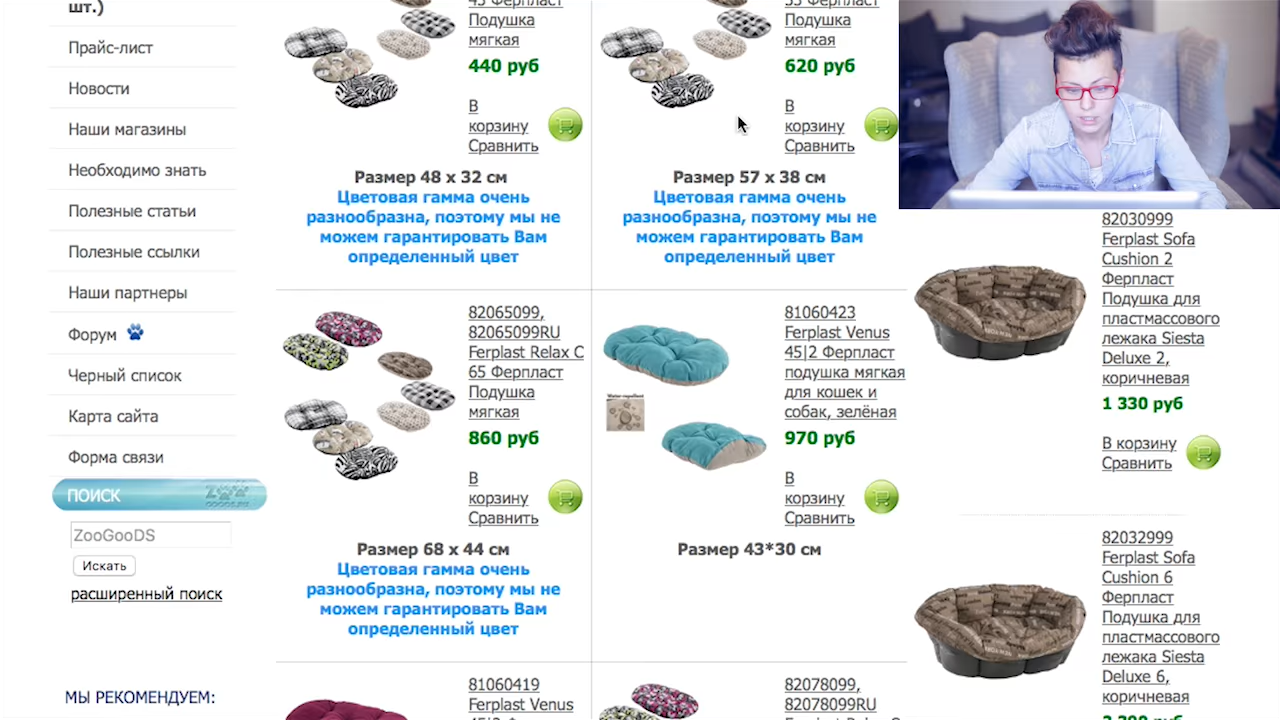 шт.)
Прайс-лист
Новости
Наши магазины
Необходимо знать
Полезные статьи
Полезные ссылки
Наши партнеры
Форум
Черный список
Карта сайта
Форма связи
ПОИСК
ZooGooDS
Искать
расширенный поиск
МЫ РЕКОМЕНДУЕМ:
45 Ферпласт
Подушка
мягкая
440 руб
В
корзину
Сравнить
Размер 48 x 32 см
Цветовая гамма очень
разнообразна, поэтому мы не
можем гарантировать Вам
определенный цвет
55 Ферпласт
Подушка
мягкая
620 руб
В
корзину
Сравнить
Размер 57 x 38 см
Цветовая гамма очень
разнообразна, поэтому мы не
можем гарантировать Вам
определенный цвет
82065099,
82065099RU
Ferplast Relax C
65 Ферпласт
Подушка
мягкая
860 руб
В
корзину
Сравнить
Размер 68 x 44 см
Цветовая гамма очень
разнообразна, поэтому мы не
можем гарантировать Вам
определенный цвет
81060423
Ferplast Venus
45|2 Ферпласт
подушка мягкая
для кошек и
собак, зелёная
970 руб
Water-repellent
В
корзину
Сравнить
Размер 43*30 см
81060419
Ferplast Venus
82078099,
82078099RU
82030999
Ferplast Sofa
Cushion 2
Ферпласт
Подушка для
пластмассового
лежака Siesta
Deluxe 2,
коричневая
1 330 руб
В корзину
Сравнить
82032999
Ferplast Sofa
Cushion 6
Ферпласт
Подушка для
пластмассового
лежака Siesta
Deluxe 6,
коричневая